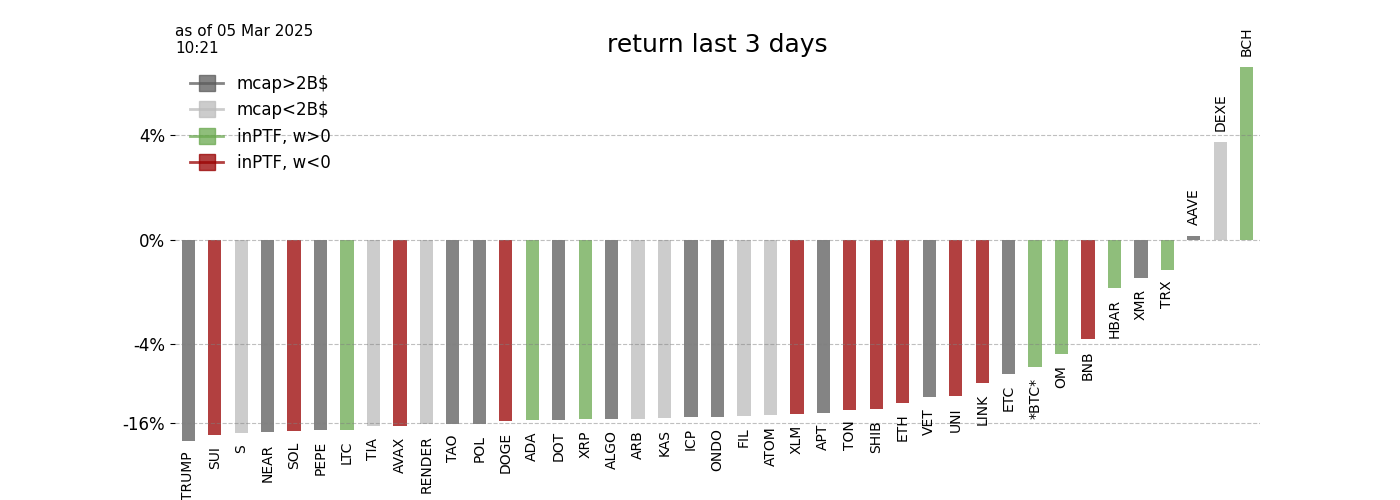 as of 05 Mar 2025
10:21
return last 3 days
mcap>2B$
mcap<2B$
inPTF, w>0
inPTF, w<0
4%
0%
-4%
-16%
TRUMP
SUI
S
NEAR
SOL
PEPE
LTC
TIA
AVAX
RENDER
TAO
POL
DOGE
ADA
DOT
XRP
ALGO
ARB
KAS
ICP
ONDO
FIL
ATOM
XLM
APT
TON
SHIB
ETH
VET
UNI
LINK
ETC
*BTC*
OM
BNB
HBAR
XMR
TRX
AAVE
DEXE
BCH